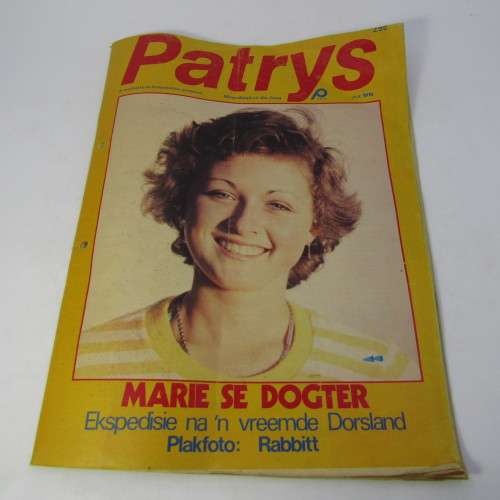 Patrys
MARIE SE DOGTER
Ekspedisie na 'n vreemde Dorsland
Plakfoto: Rabbitt